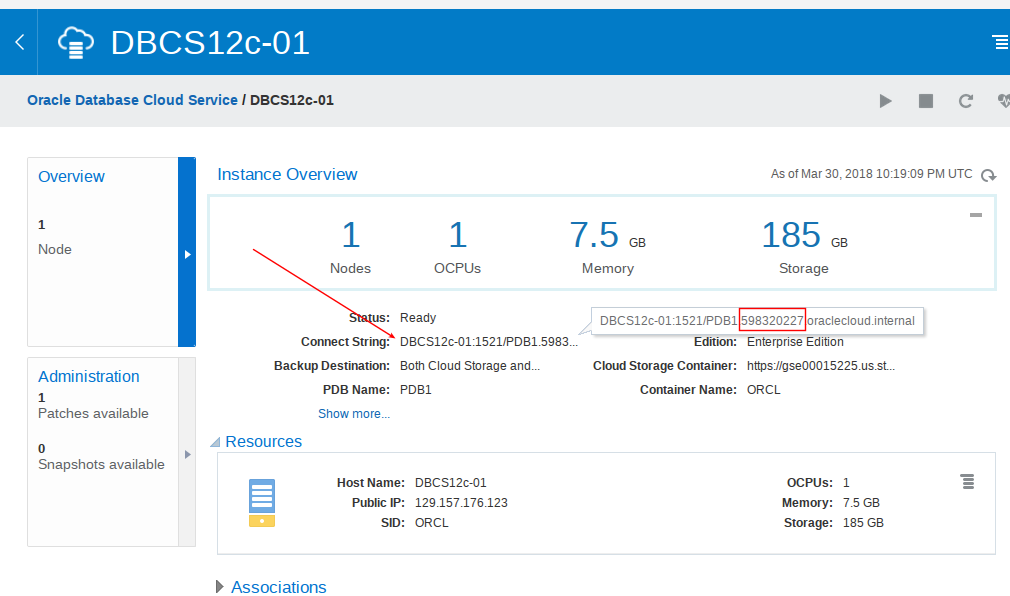 DBCS12c-01
Oracle Database Cloud Service / DBCS12c-01
Overview
1
Node
Administration
1
Patches available
0
Snapshots available
Instance Overview
As of Mar 30, 2018 10:19:09 PM UTC
1
Nodes
1
OCPUs
7.5 GB
Memory
185 GB
Storage
Status: Ready
DBCS12c-01:1521/PDB1.598320227.oraclecloud.internal
Connect String: DBCS12c-01:1521/PDB1.5983...
Edition: Enterprise Edition
Backup Destination: Both Cloud Storage and...
Cloud Storage Container: https://gse00015225.us.st...
PDB Name: PDB1
Container Name: ORCL
Show more...
Resources
Host Name: DBCS12c-01
Public IP: 129.157.176.123
SID: ORCL
OCPUs: 1
Memory: 7.5 GB
Storage: 185 GB
Associations